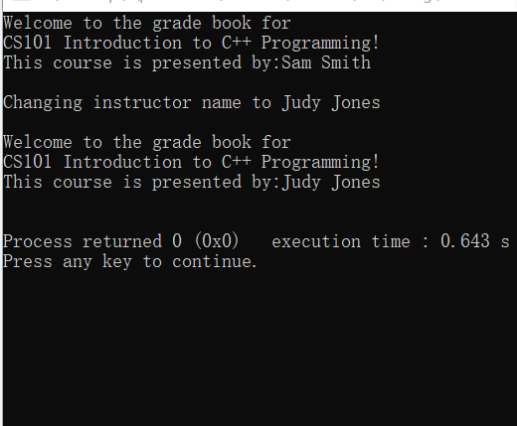 Welcome to the grade book for
CS101 Introduction to C++ Programming!
This course is presented by:Sam Smith
Changing instructor name to Judy Jones
Welcome to the grade book for
CS101 Introduction to C++ Programming!
This course is presented by:Judy Jones
Process returned 0 (0x0)   execution time : 0.643 s
Press any key to continue.